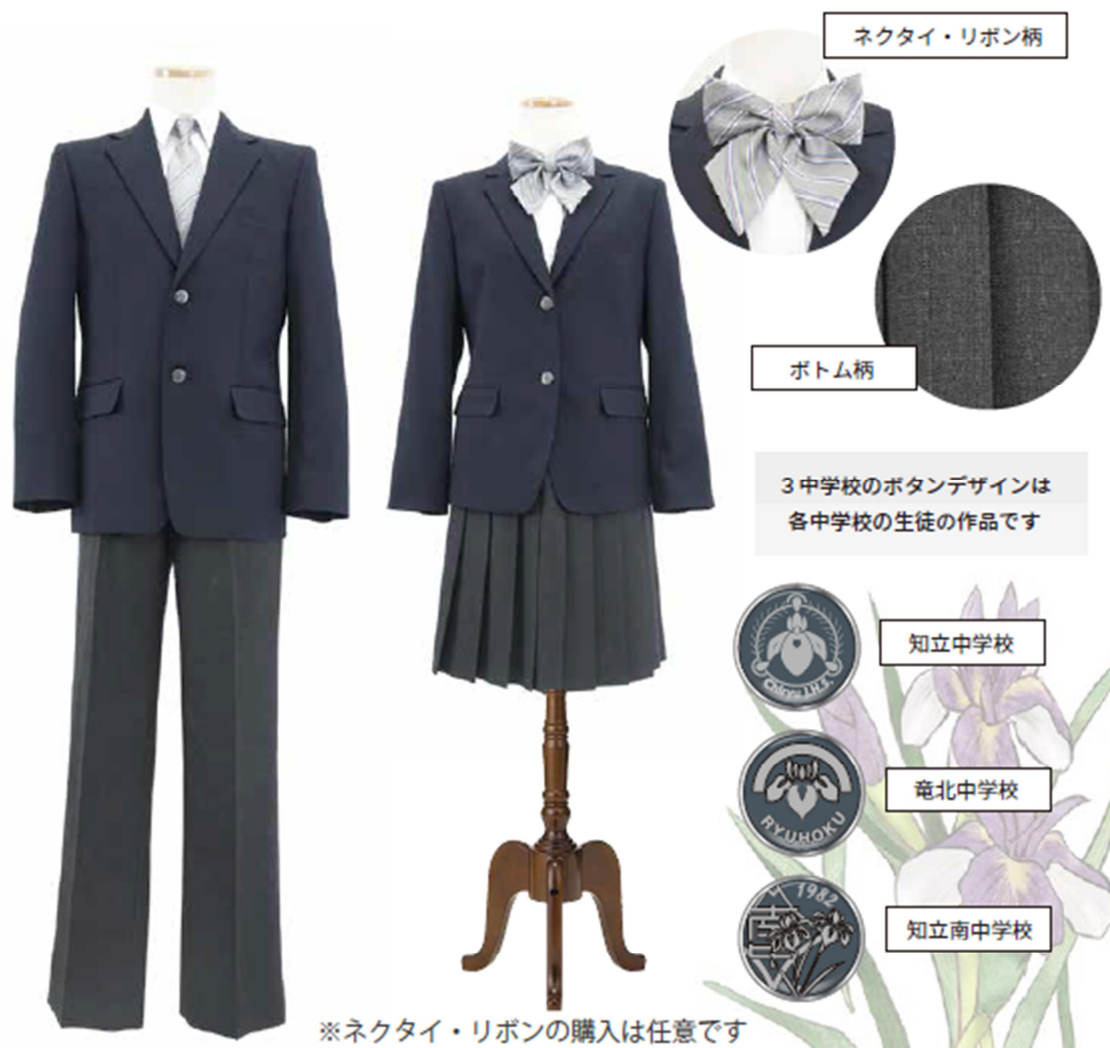 ネクタイ・リボン柄
ボトム柄
３中学校のボタンデザインは
各中学校の生徒の作品です
Chiryu J.H.S.
知立中学校
RYUHOKU
竜北中学校
1982
知立南中学校
※ネクタイ・リボンの購入は任意です